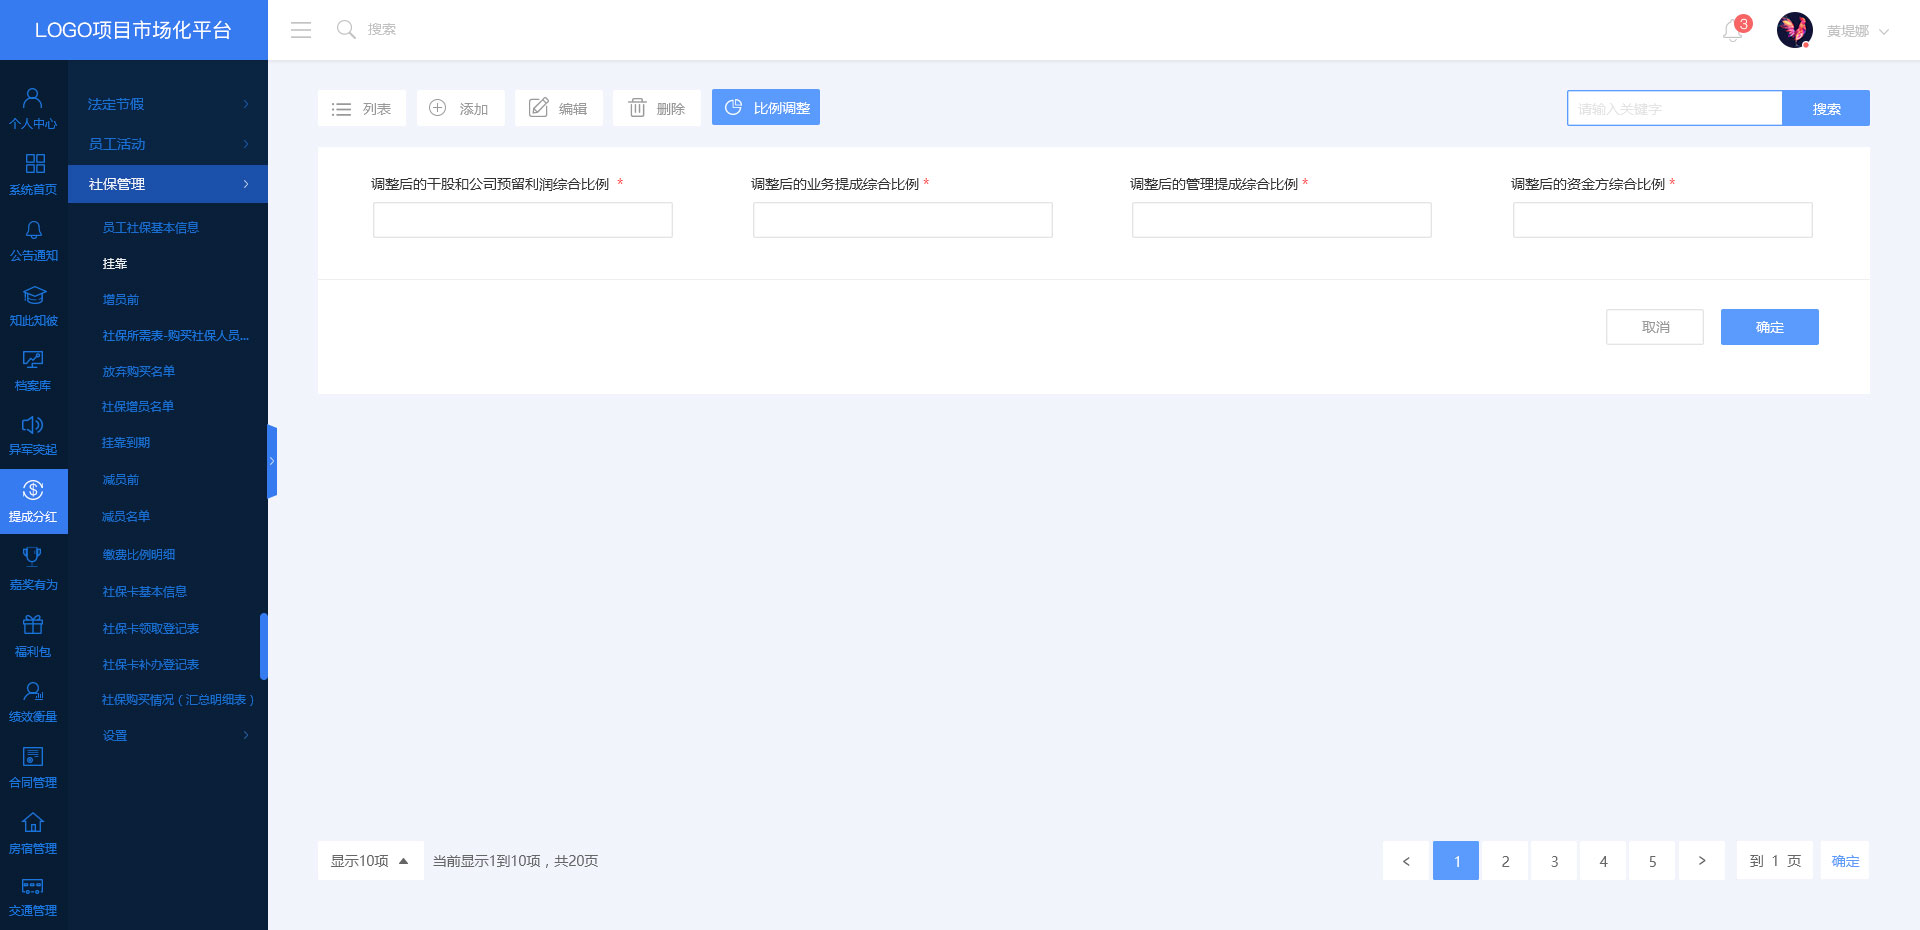 LOGO项目市场化平台
搜索
3
黄堤娜
个人中心
系统首页
公告通知
知此知彼
档案库
异军突起
提成分红
嘉奖有为
福利包
绩效衡量
合同管理
房宿管理
交通管理
法定节假
员工活动
社保管理
员工社保基本信息
挂靠
增员前
社保所需表-购买社保人员...
放弃购买名单
社保增员名单
挂靠到期
减员前
减员名单
缴费比例明细
社保卡基本信息
社保卡领取登记表
社保卡补办登记表
社保购买情况（汇总明细表）
设置
列表
添加
编辑
删除
比例调整
请输入关键字
搜索
调整后的干股和公司预留利润综合比例 *
调整后的业务提成综合比例 *
调整后的管理提成综合比例 *
调整后的资金方综合比例 *
取消
确定
显示10项
当前显示1到10项，共20页
< 1 2 3 4 5 >
到 1 页
确定